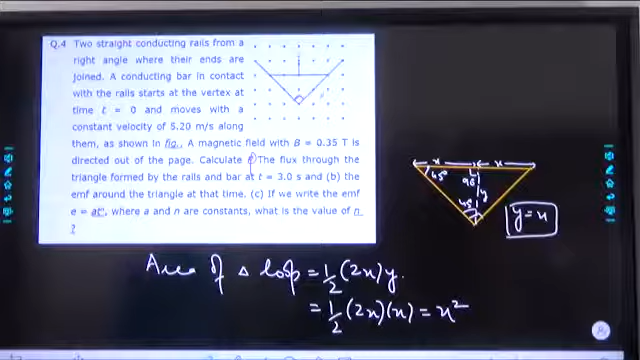 Q.4 Two straight conducting rails from a
right angle where their ends are
joined. A conducting bar in contact
with the rails starts at the vertex at
time t = 0 and moves with a
constant velocity of 5.20 m/s along
them, as shown in fig.. A magnetic field with B = 0.35 T is
directed out of the page. Calculate The flux through the
triangle formed by the rails and bar at t = 3.0 s and (b) the
emf around the triangle at that time. (c) If we write the emf
e = atⁿ, where a and n are constants, what is the value of n
?
x x
45° 90°
y
45°
y = x
Area of Δ loop = 1/2 (2x) y.
= 1/2 (2x)(x) = x²